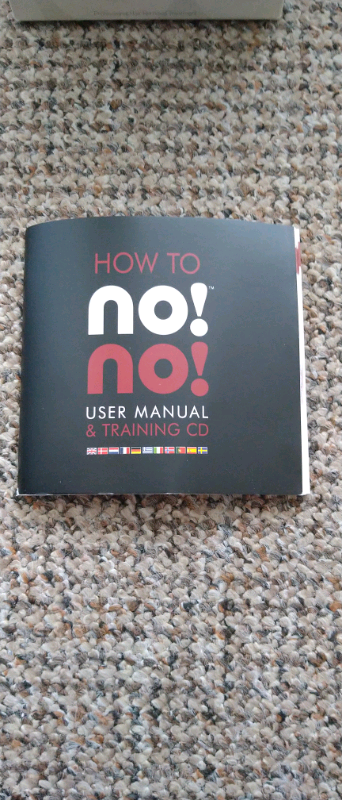 HOW TO
no!™
no!
USER MANUAL
& TRAINING CD